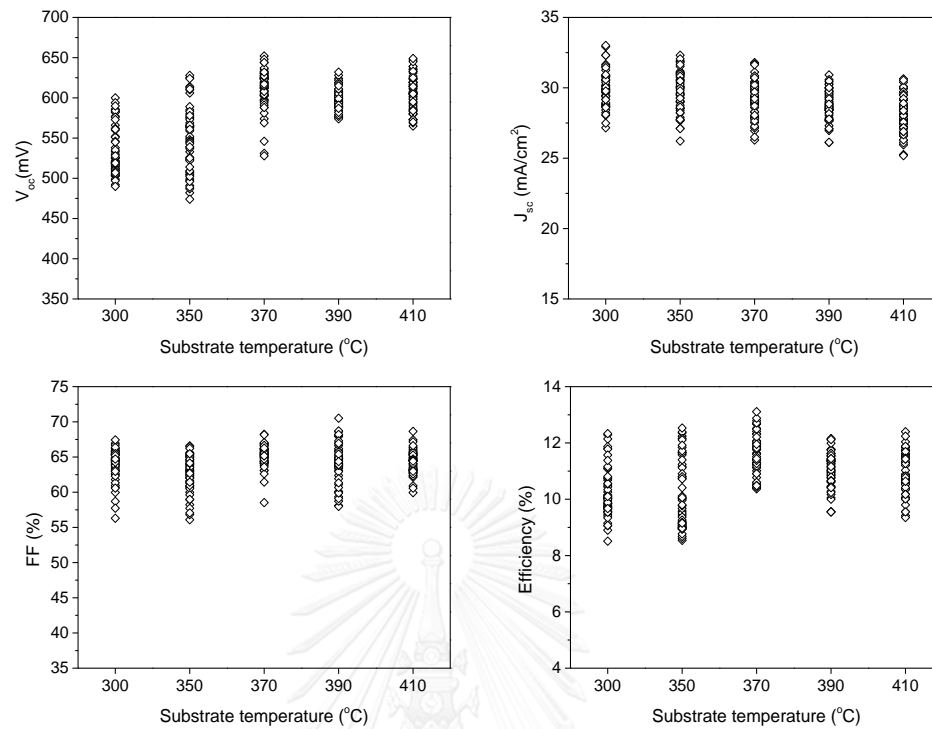 700
650
600
550
500
450
400
350
V_oc(mV)
300 350 370 390 410
Substrate temperature (°C)
35
30
25
20
15
J_sc (mA/cm²)
300 350 370 390 410
Substrate temperature (°C)
75
70
65
60
55
50
45
40
35
FF (%)
300 350 370 390 410
Substrate temperature (°C)
14
12
10
8
6
4
Efficiency (%)
300 350 370 390 410
Substrate temperature (°C)